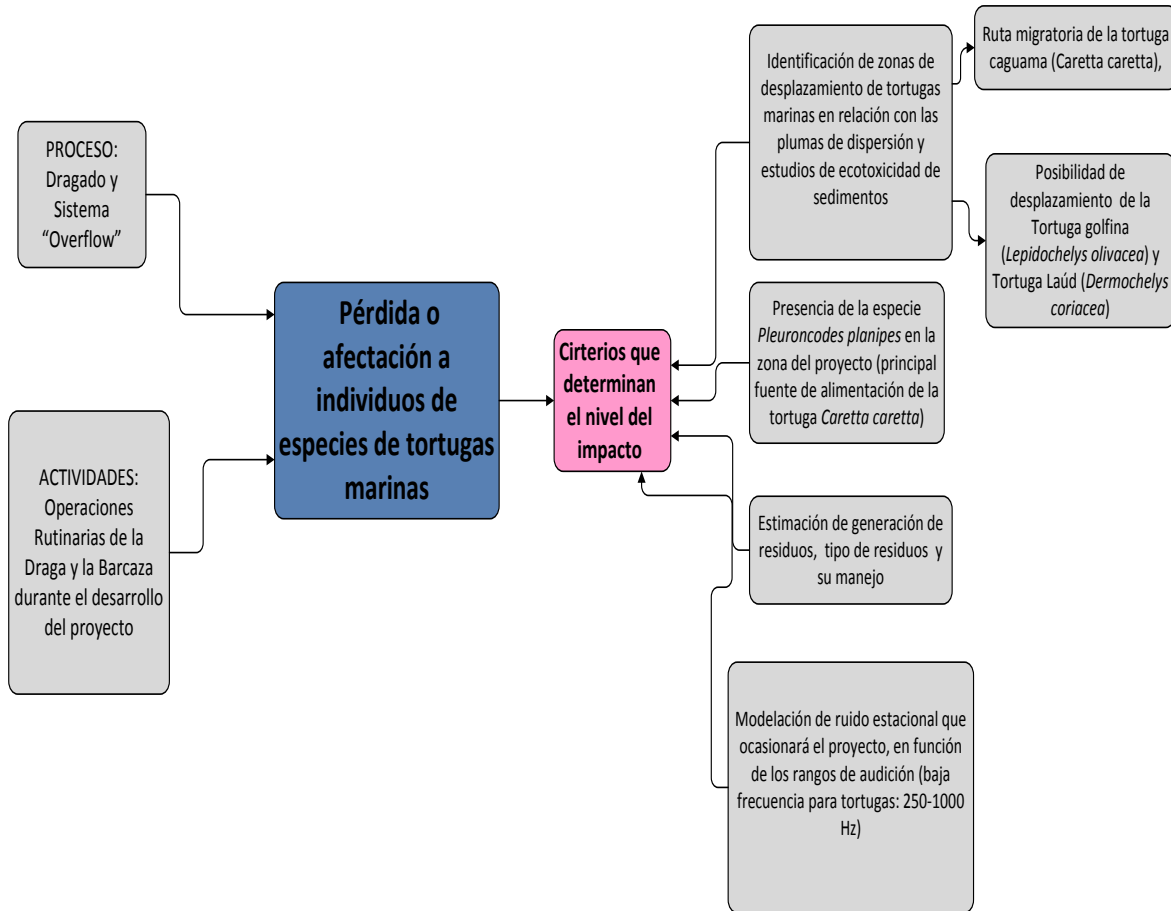 PROCESO:
Dragado y
Sistema
“Overflow”
ACTIVIDADES:
Operaciones
Rutinarias de la
Draga y la Barcaza
durante el desarrollo
del proyecto
Pérdida o
afectación a
individuos de
especies de tortugas
marinas
Cirterios que
determinan
el nivel del
impacto
Identificación de zonas de
desplazamiento de tortugas
marinas en relación con las
plumas de dispersión y
estudios de ecotoxicidad de
sedimentos
Ruta migratoria de la tortuga
caguama (Caretta caretta),
Posibilidad de
desplazamiento de la
Tortuga golfina
(Lepidochelys olivacea) y
Tortuga Laúd (Dermochelys
coriacea)
Presencia de la especie
Pleuroncodes planipes en la
zona del proyecto (principal
fuente de alimentación de la
tortuga Caretta caretta)
Estimación de generación de
residuos, tipo de residuos y
su manejo
Modelación de ruido estacional que
ocasionará el proyecto, en función
de los rangos de audición (baja
frecuencia para tortugas: 250-1000
Hz)